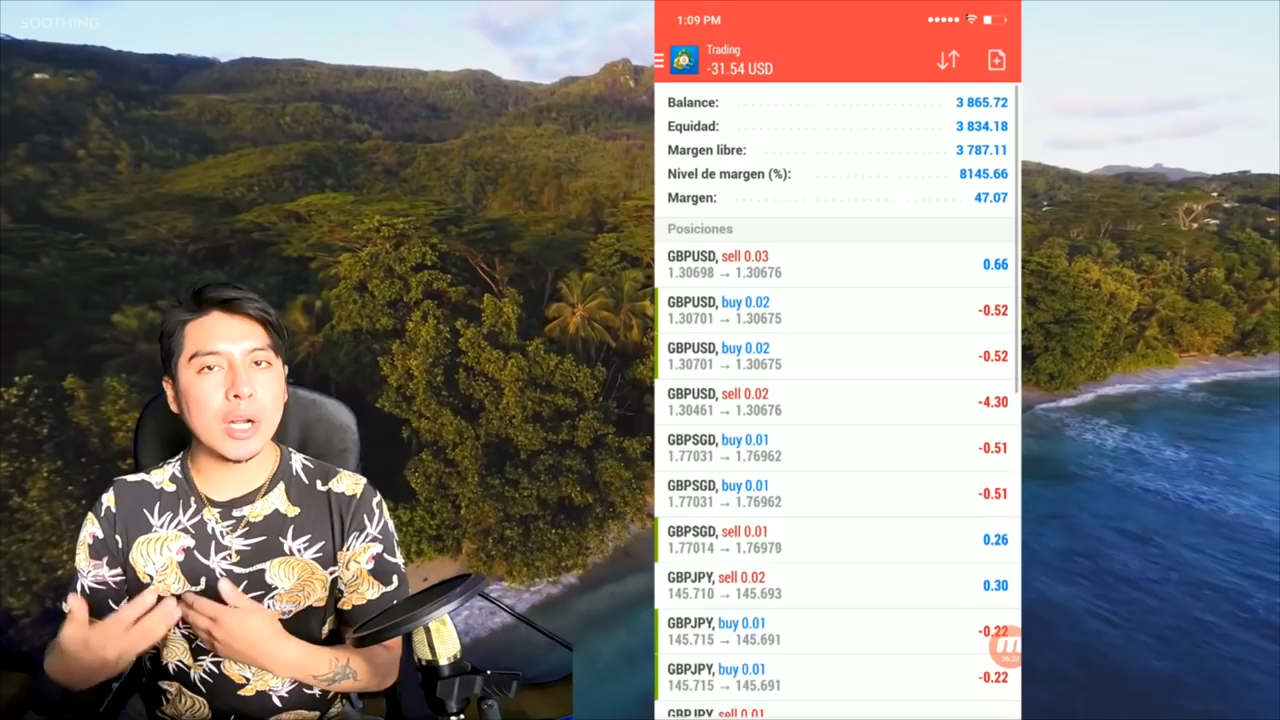 SOOTHING
1:09 PM
Trading
-31.54 USD
Balance: 3 865.72
Equidad: 3 834.18
Margen libre: 3 787.11
Nivel de margen (%): 8145.66
Margen: 47.07
Posiciones
GBPUSD, sell 0.03
1.30698 → 1.30676 0.66
GBPUSD, buy 0.02
1.30701 → 1.30675 -0.52
GBPUSD, buy 0.02
1.30701 → 1.30675 -0.52
GBPUSD, sell 0.02
1.30461 → 1.30676 -4.30
GBPSGD, buy 0.01
1.77031 → 1.76962 -0.51
GBPSGD, buy 0.01
1.77031 → 1.76962 -0.51
GBPSGD, sell 0.01
1.77014 → 1.76979 0.26
GBPJPY, sell 0.02
145.710 → 145.693 0.30
GBPJPY, buy 0.01
145.715 → 145.691 -0.22
GBPJPY, buy 0.01
145.715 → 145.691 -0.22
GBPJPY, sell 0.01